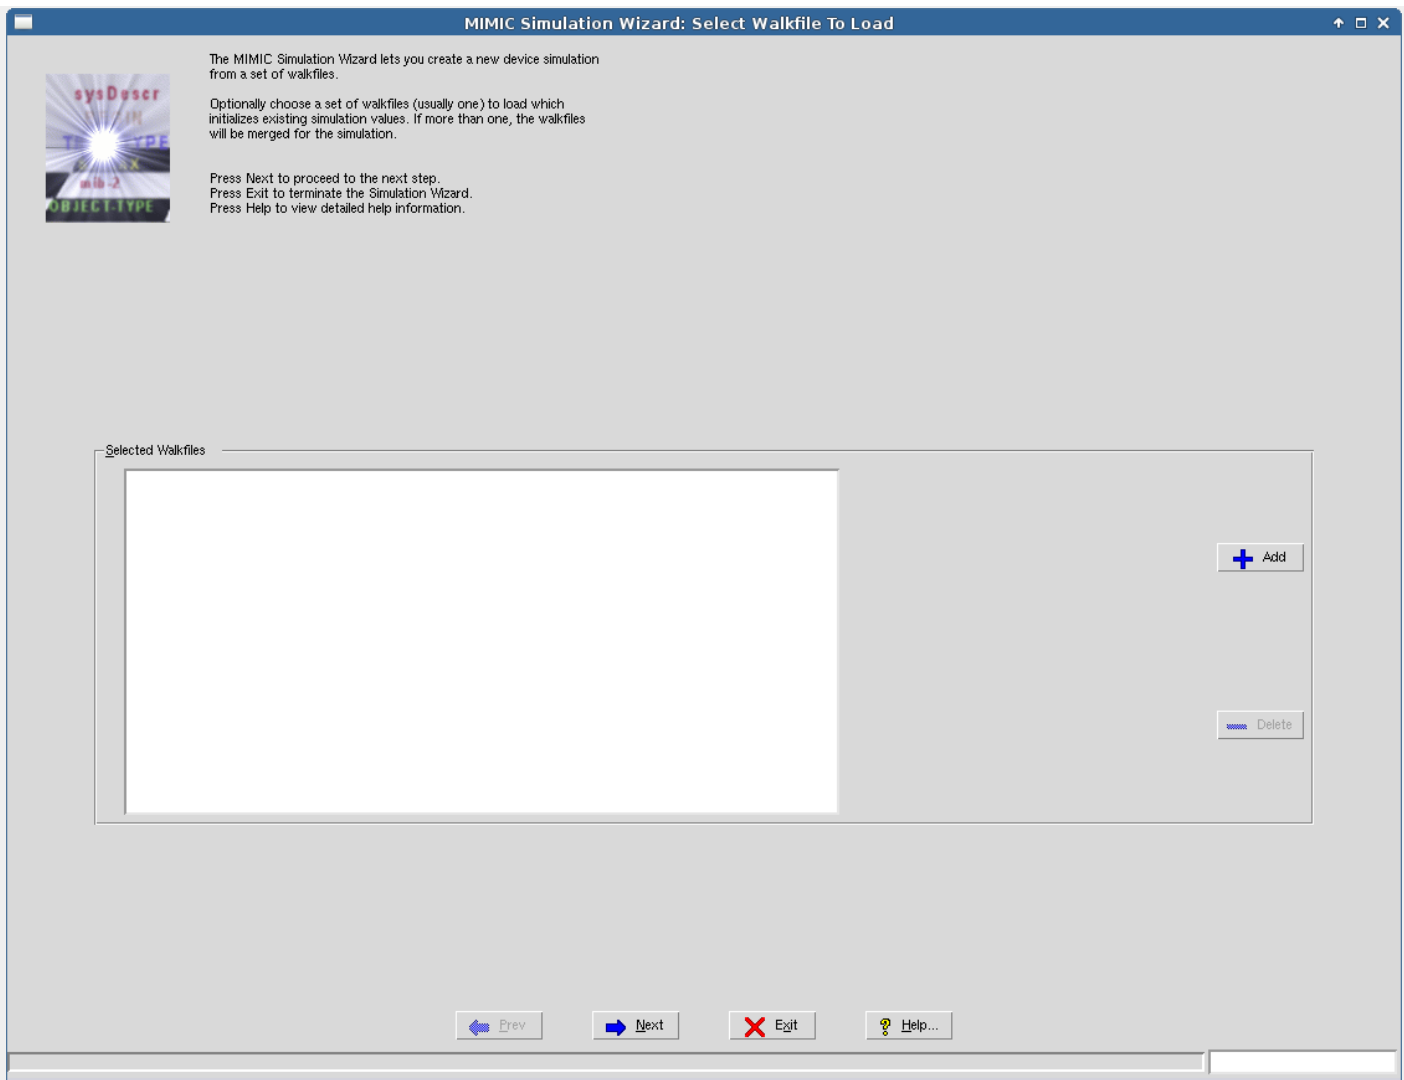 MIMIC Simulation Wizard: Select Walkfile To Load
sysDescr
mib-2
OBJECT-TYPE
The MIMIC Simulation Wizard lets you create a new device simulation
from a set of walkfiles.
Optionally choose a set of walkfiles (usually one) to load which
initializes existing simulation values. If more than one, the walkfiles
will be merged for the simulation.
Press Next to proceed to the next step.
Press Exit to terminate the Simulation Wizard.
Press Help to view detailed help information.
Selected Walkfiles
Add
Delete
Prev
Next
Exit
Help...